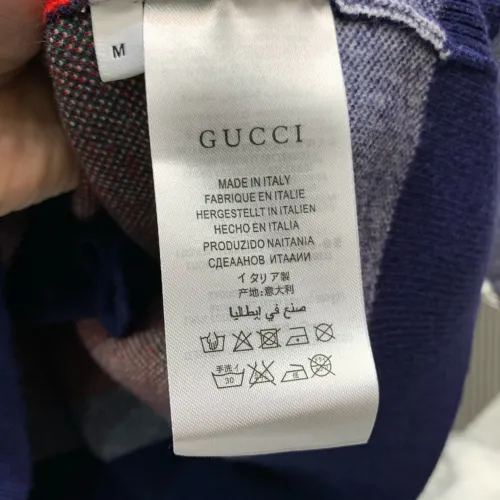 M
GUCCI
MADE IN ITALY
FABRIQUE EN ITALIE
HERGESTELLT IN ITALIEN
HECHO EN ITALIA
PRODUZIDO NAITANIA
СДЕААНОВ ИТААИИ
イタリア製
产地:意大利
صنع في إيطاليا
手洗イ
30